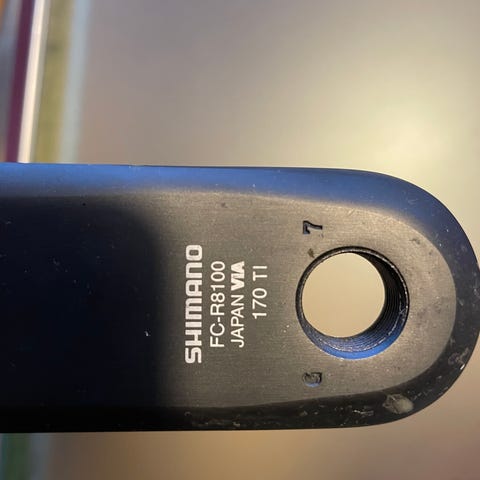 SHIMANO
FC-R8100
JAPAN VIA
170 TI
7
G